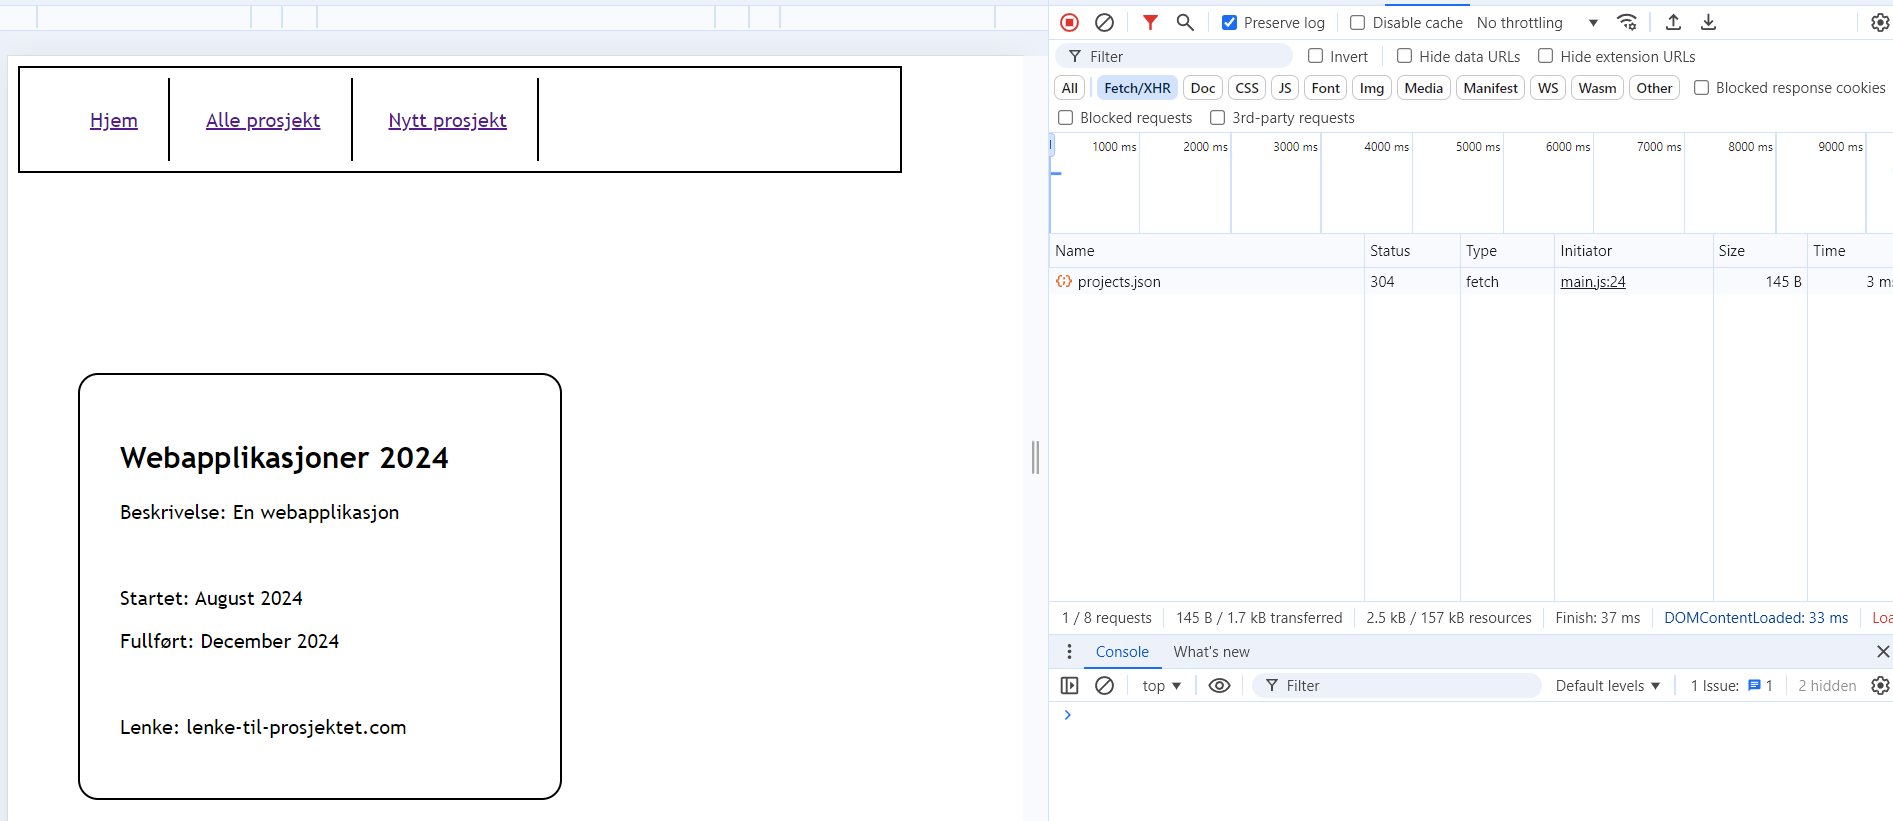 Hjem
Alle prosjekt
Nytt prosjekt
Webapplikasjoner 2024
Beskrivelse: En webapplikasjon
Startet: August 2024
Fullført: December 2024
Lenke: lenke-til-prosjektet.com
Preserve log Disable cache No throttling
Filter Invert Hide data URLs Hide extension URLs
All Fetch/XHR Doc CSS JS Font Img Media Manifest WS Wasm Other Blocked response cookies
Blocked requests 3rd-party requests
1000 ms 2000 ms 3000 ms 4000 ms 5000 ms 6000 ms 7000 ms 8000 ms 9000 ms
Name Status Type Initiator Size Time
projects.json 304 fetch main.js:24 145 B 3 ms
1 / 8 requests 145 B / 1.7 kB transferred 2.5 kB / 157 kB resources Finish: 37 ms DOMContentLoaded: 33 ms
Console What's new
top Filter Default levels 1 Issue: 1 2 hidden